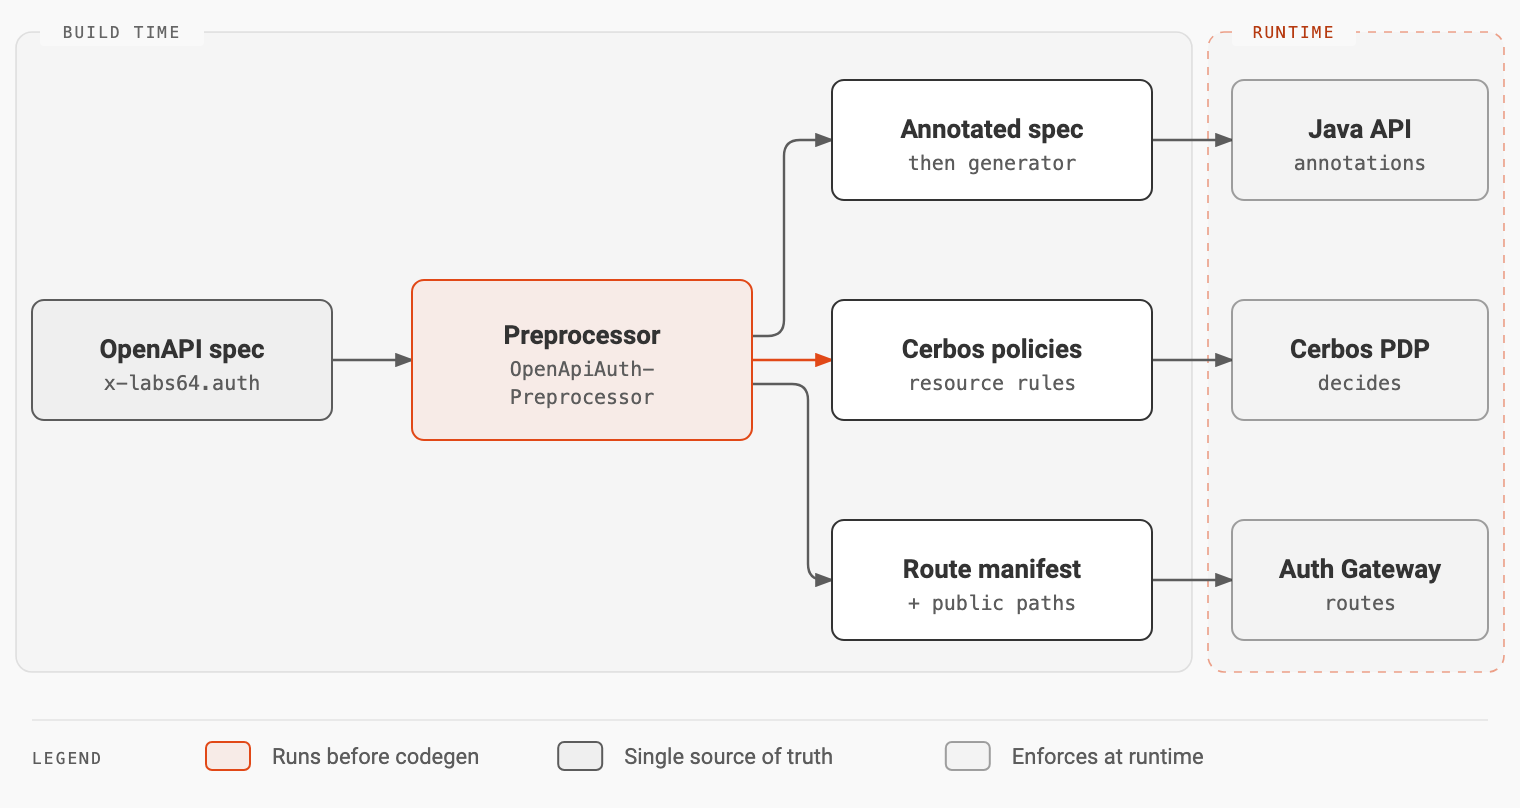 BUILD TIME
RUNTIME
Annotated spec
then generator
Java API
annotations
OpenAPI spec
x-labs64.auth
Preprocessor
OpenApiAuth-
Preprocessor
Cerbos policies
resource rules
Cerbos PDP
decides
Route manifest
+ public paths
Auth Gateway
routes
LEGEND
Runs before codegen
Single source of truth
Enforces at runtime